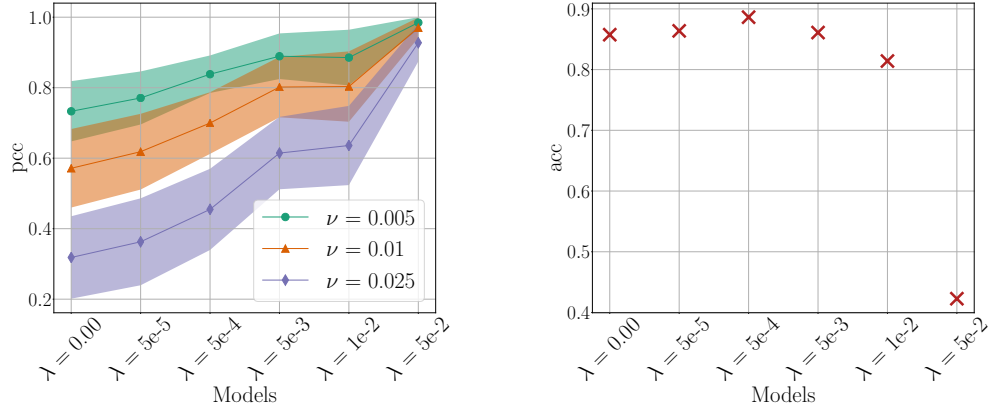 1.0
0.8
0.6
0.4
0.2
pcc
ν = 0.005
ν = 0.01
ν = 0.025
λ = 0.00
λ = 5e-5
λ = 5e-4
λ = 5e-3
λ = 1e-2
λ = 5e-2
Models
0.9
0.8
0.7
0.6
0.5
0.4
acc
λ = 0.00
λ = 5e-5
λ = 5e-4
λ = 5e-3
λ = 1e-2
λ = 5e-2
Models